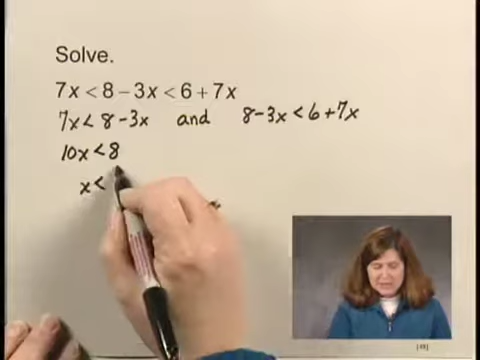 Solve.
7x < 8 − 3x < 6 + 7x
7x < 8 - 3x and 8 - 3x < 6 + 7x
10x < 8
x <